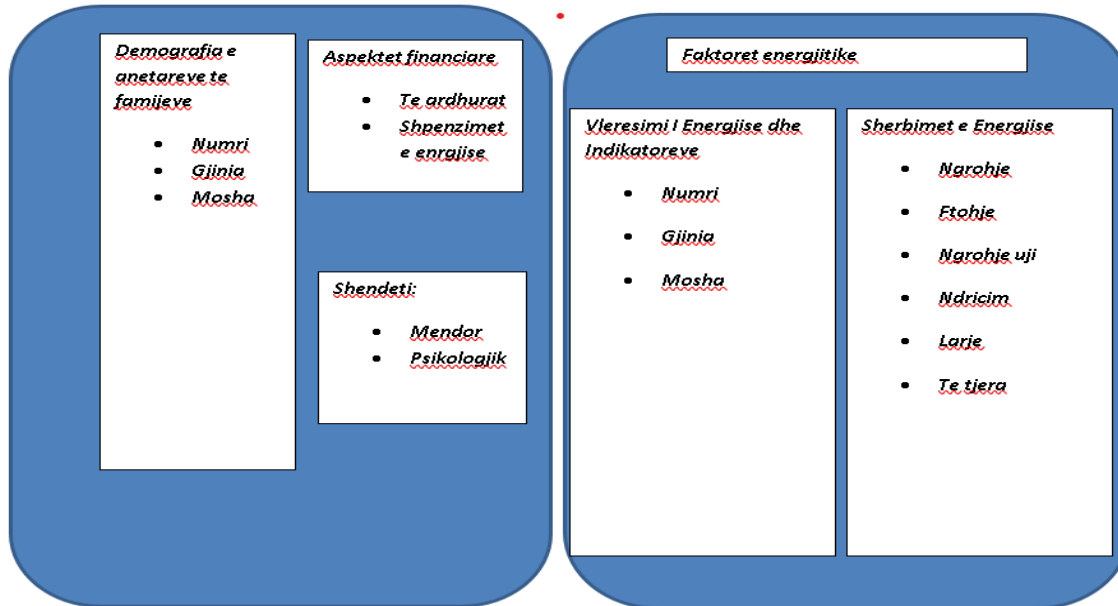 Demografia e
anetareve te
famijeve
• Numri
• Gjinia
• Mosha
Aspektet financiare
• Te ardhurat
• Shpenzimet
e enrgjise
Shendeti:
• Mendor
• Psikologjik
Faktoret energjitike
Vleresimi I Energjise dhe
Indikatoreve
• Numri
• Gjinia
• Mosha
Sherbimet e Energjise
• Ngrohje
• Ftohje
• Ngrohje uji
• Ndricim
• Larje
• Te tjera